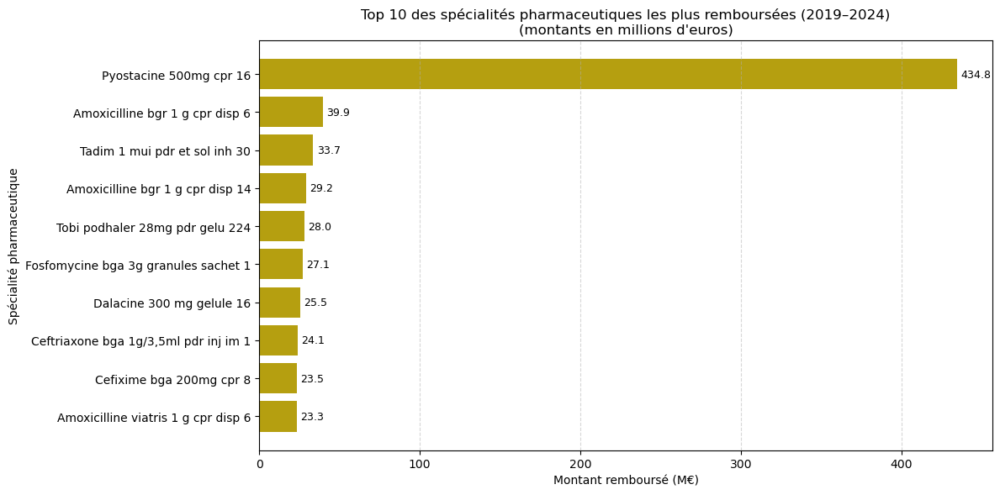 Top 10 des spécialités pharmaceutiques les plus remboursées (2019–2024)
(montants en millions d'euros)
Spécialité pharmaceutique
Pyostacine 500mg cpr 16
434.8
Amoxicilline bgr 1 g cpr disp 6
39.9
Tadim 1 mui pdr et sol inh 30
33.7
Amoxicilline bgr 1 g cpr disp 14
29.2
Tobi podhaler 28mg pdr gelu 224
28.0
Fosfomycine bga 3g granules sachet 1
27.1
Dalacine 300 mg gelule 16
25.5
Ceftriaxone bga 1g/3,5ml pdr inj im 1
24.1
Cefixime bga 200mg cpr 8
23.5
Amoxicilline viatris 1 g cpr disp 6
23.3
0 100 200 300 400
Montant remboursé (M€)